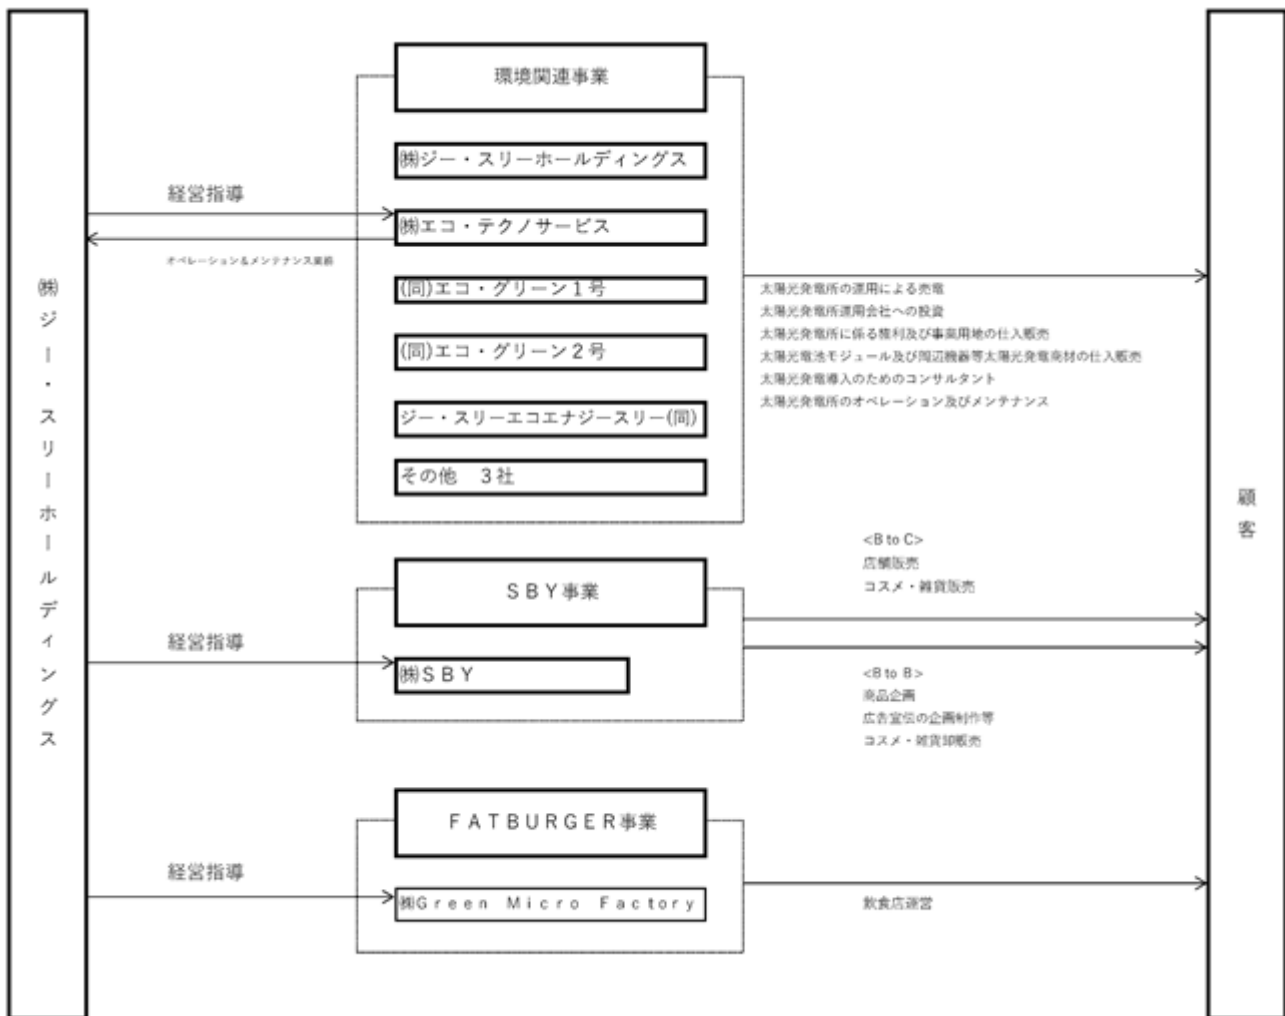 ㈱ジー・スリーホールディングス
環境関連事業
㈱ジー・スリーホールディングス
経営指導
㈱エコ・テクノサービス
オペレーション&メンテナンス業務
(同)エコ・グリーン1号
(同)エコ・グリーン2号
ジー・スリーエコエナジースリー(同)
その他 3社
太陽光発電所の運用による売電
太陽光発電所運用会社への投資
太陽光発電所に係る権利及び事業用地の仕入販売
太陽光電池モジュール及び周辺機器等太陽光発電商材の仕入販売
太陽光発電導入のためのコンサルタント
太陽光発電所のオペレーション及びメンテナンス
SBY事業
経営指導
㈱SBY
<B to C>
店舗販売
コスメ・雑貨販売
<B to B>
商品企画
広告宣伝の企画制作等
コスメ・雑貨卸販売
FATBURGER事業
経営指導
㈱Green Micro Factory
飲食店運営
顧客